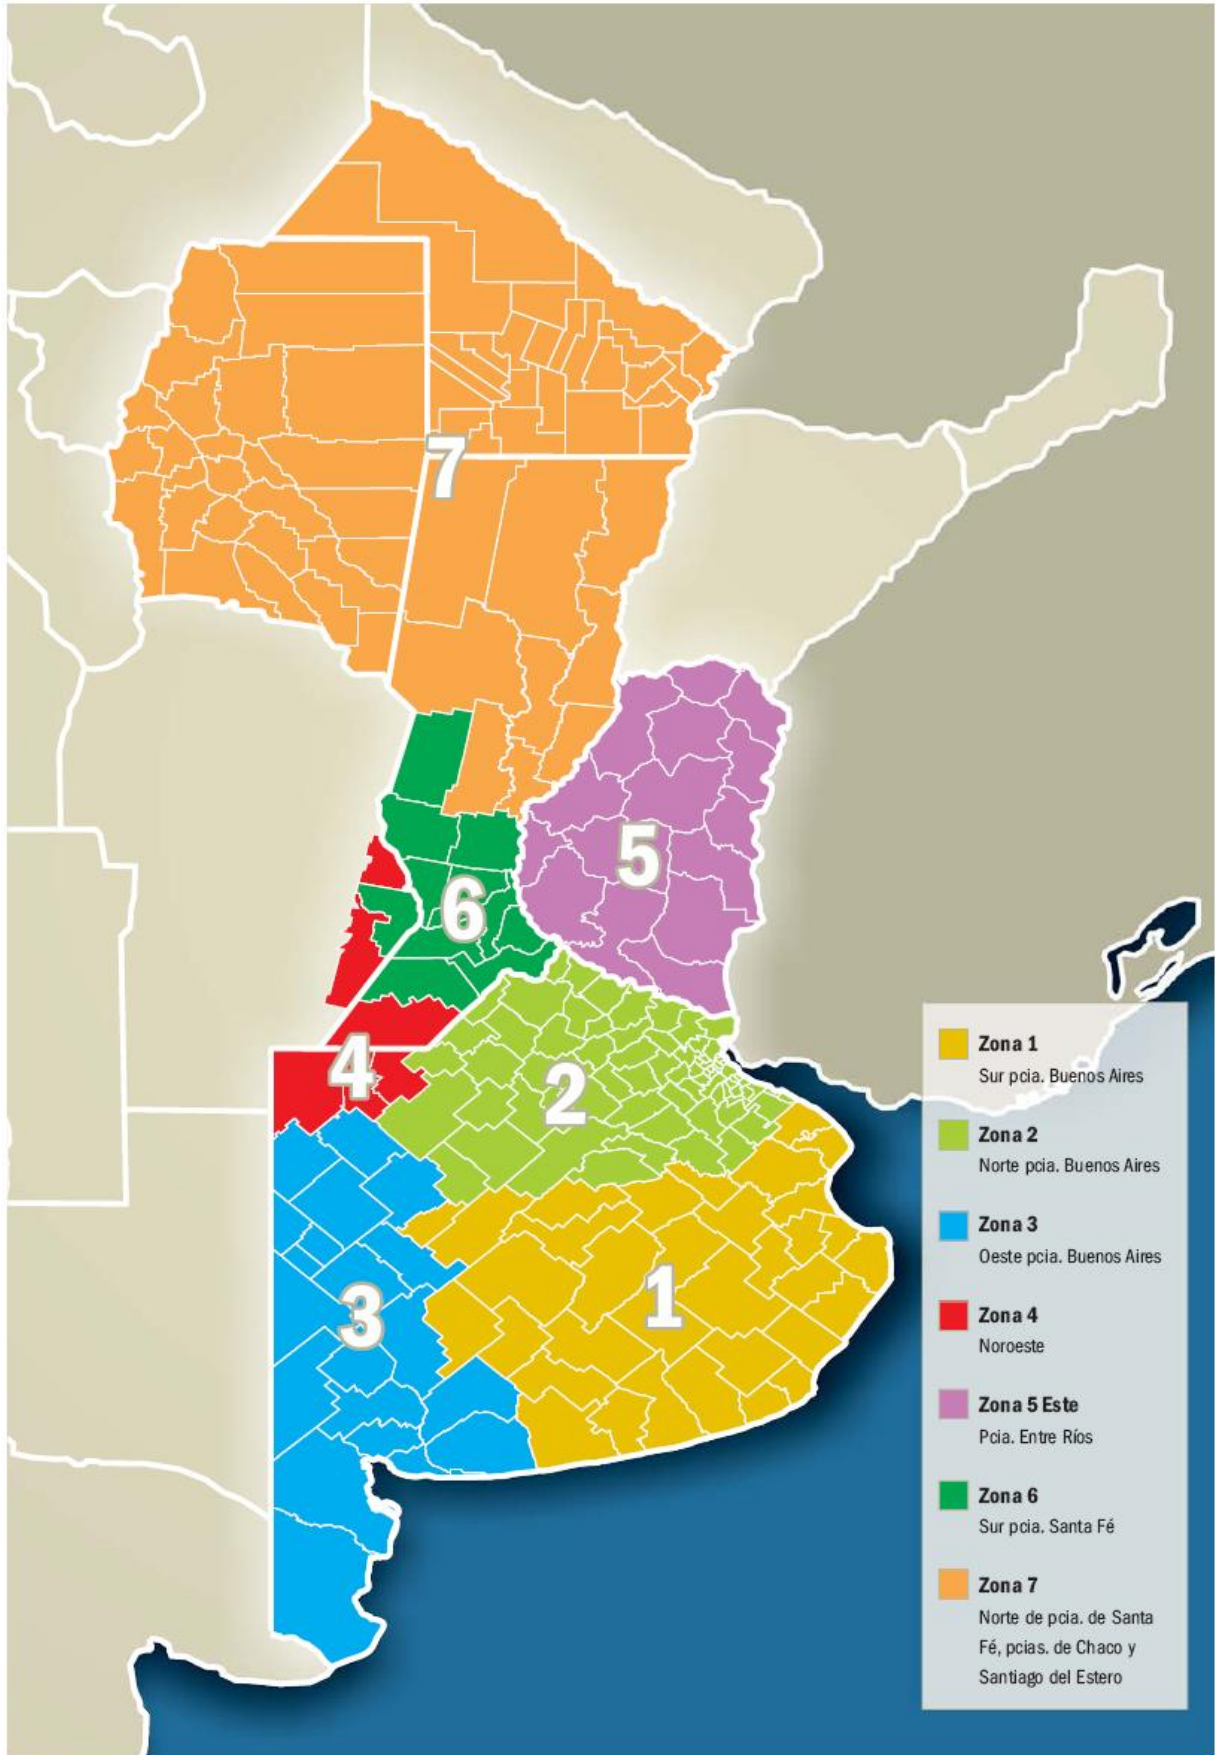 7
5
6
4
2
3
1
Zona 1
Sur pcia. Buenos Aires
Zona 2
Norte pcia. Buenos Aires
Zona 3
Oeste pcia. Buenos Aires
Zona 4
Noroeste
Zona 5 Este
Pcia. Entre Ríos
Zona 6
Sur pcia. Santa Fé
Zona 7
Norte de pcia. de Santa
Fé, pcias. de Chaco y
Santiago del Estero